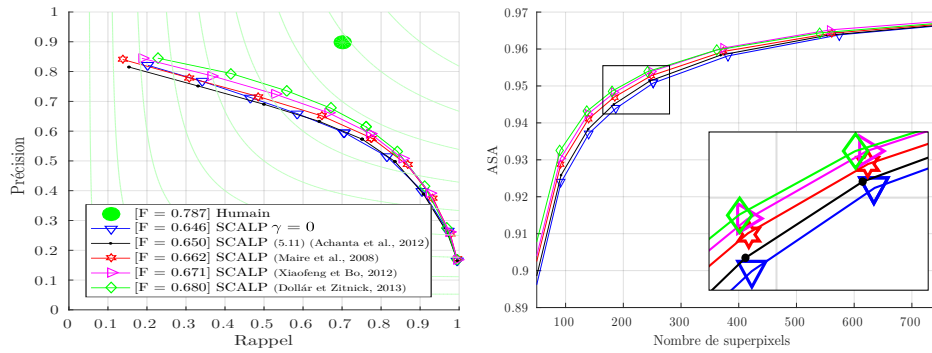 1
0.9
0.8
0.7
0.6
0.5
0.4
0.3
0.2
0.1
0
Précision
[F = 0.787] Humain
[F = 0.646] SCALP γ = 0
[F = 0.650] SCALP (5.11) (Achanta et al., 2012)
[F = 0.662] SCALP (Maire et al., 2008)
[F = 0.671] SCALP (Xiaofeng et Bo, 2012)
[F = 0.680] SCALP (Dollár et Zitnick, 2013)
0 0.1 0.2 0.3 0.4 0.5 0.6 0.7 0.8 0.9 1
Rappel
0.97
0.96
0.95
0.94
0.93
0.92
0.91
0.9
0.89
ASA
100 200 300 400 500 600 700
Nombre de superpixels